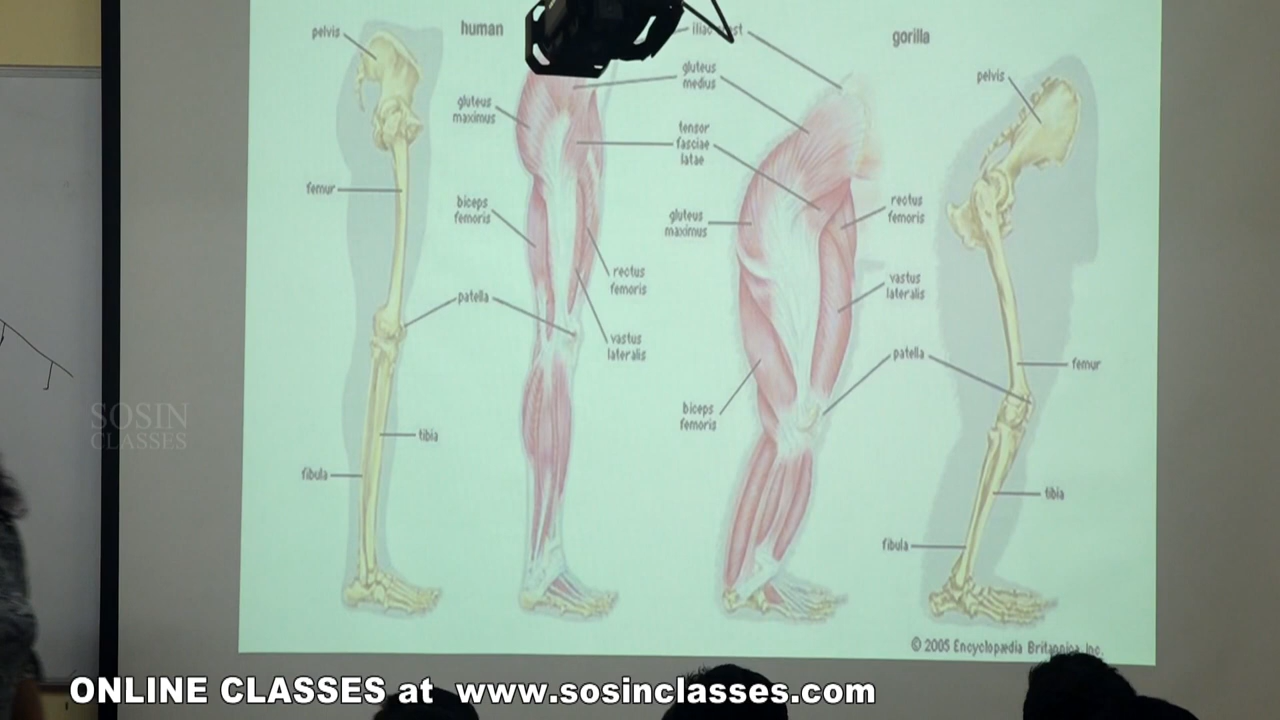 pelvis
human
iliac
gorilla
gluteus
medius
pelvis
gluteus
maximus
tensor
fasciae
latae
femur
biceps
femoris
gluteus
maximus
rectus
femoris
rectus
femoris
vastus
lateralis
patella
vastus
lateralis
patella
femur
biceps
femoris
tibia
fibula
tibia
fibula
SOSIN
CLASSES
© 2005 Encyclopædia Britannica, Inc.
ONLINE CLASSES at www.sosinclasses.com